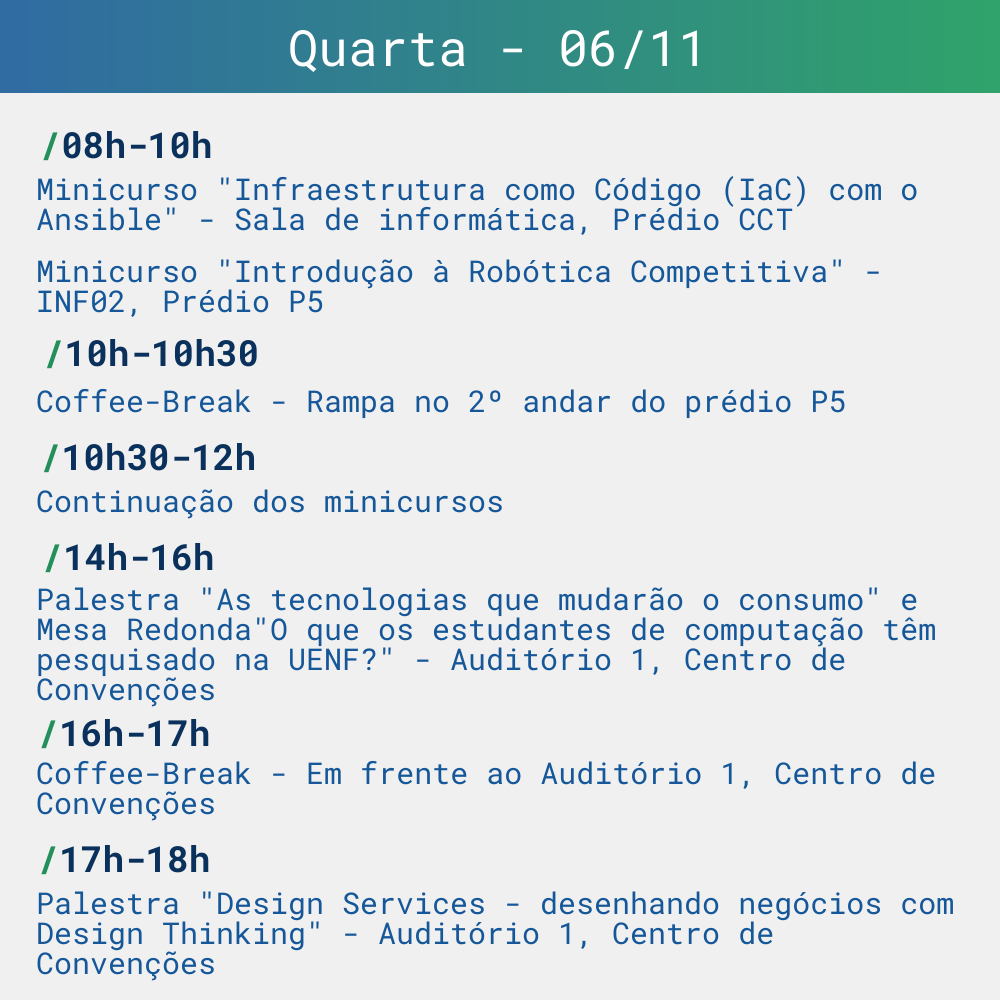 Quarta - 06/11
/08h-10h
Minicurso "Infraestrutura como Código (IaC) com o
Ansible" - Sala de informática, Prédio CCT
Minicurso "Introdução à Robótica Competitiva" -
INF02, Prédio P5
/10h-10h30
Coffee-Break - Rampa no 2º andar do prédio P5
/10h30-12h
Continuação dos minicursos
/14h-16h
Palestra "As tecnologias que mudarão o consumo" e
Mesa Redonda"O que os estudantes de computação têm
pesquisado na UENF?" - Auditório 1, Centro de
Convenções
/16h-17h
Coffee-Break - Em frente ao Auditório 1, Centro de
Convenções
/17h-18h
Palestra "Design Services - desenhando negócios com
Design Thinking" - Auditório 1, Centro de
Convenções